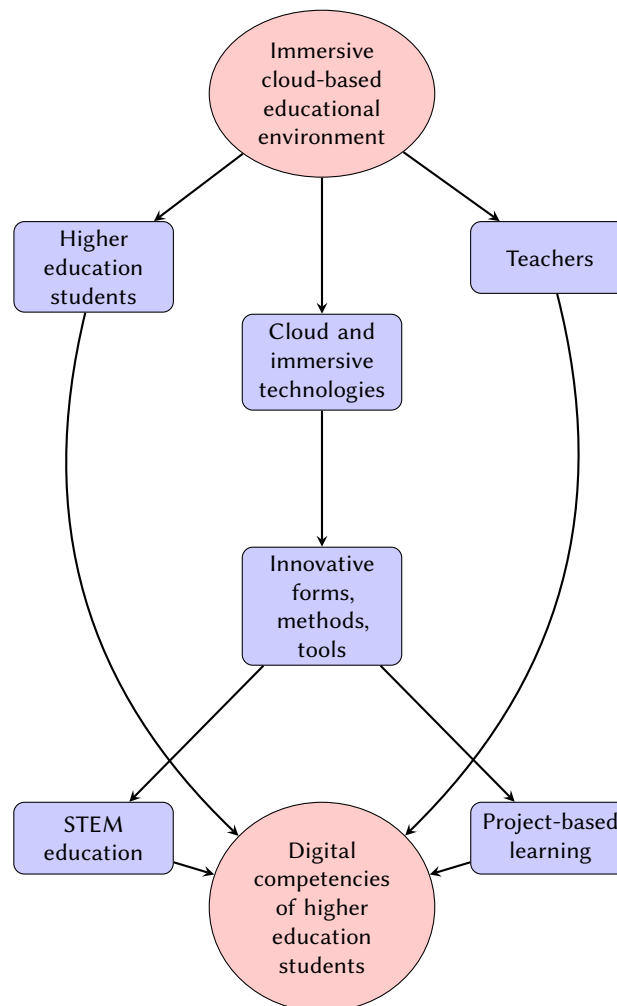 Immersive
cloud-based
educational
environment
Higher
education
students
Teachers
Cloud and
immersive
technologies
Innovative
forms,
methods,
tools
STEM
education
Project-based
learning
Digital
competencies
of higher
education
students